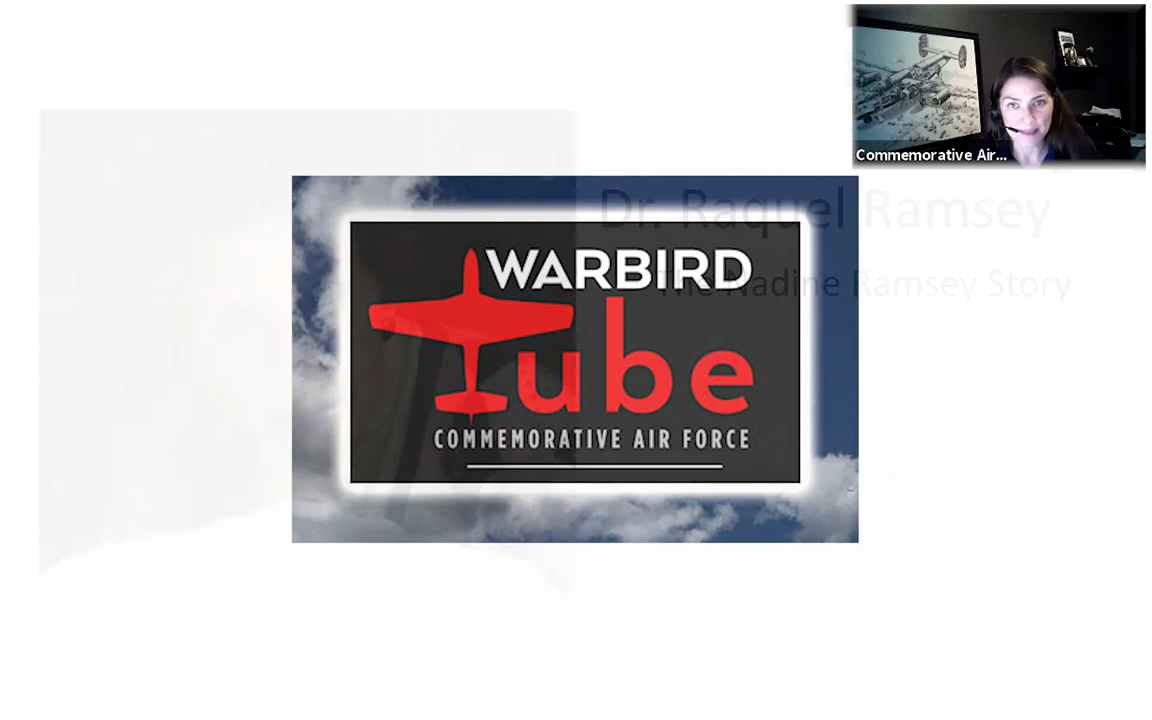 Commemorative Air...
Dr. Raquel Ramsey
The Nadine Ramsey Story
WARBIRD
Tube
COMMEMORATIVE AIR FORCE